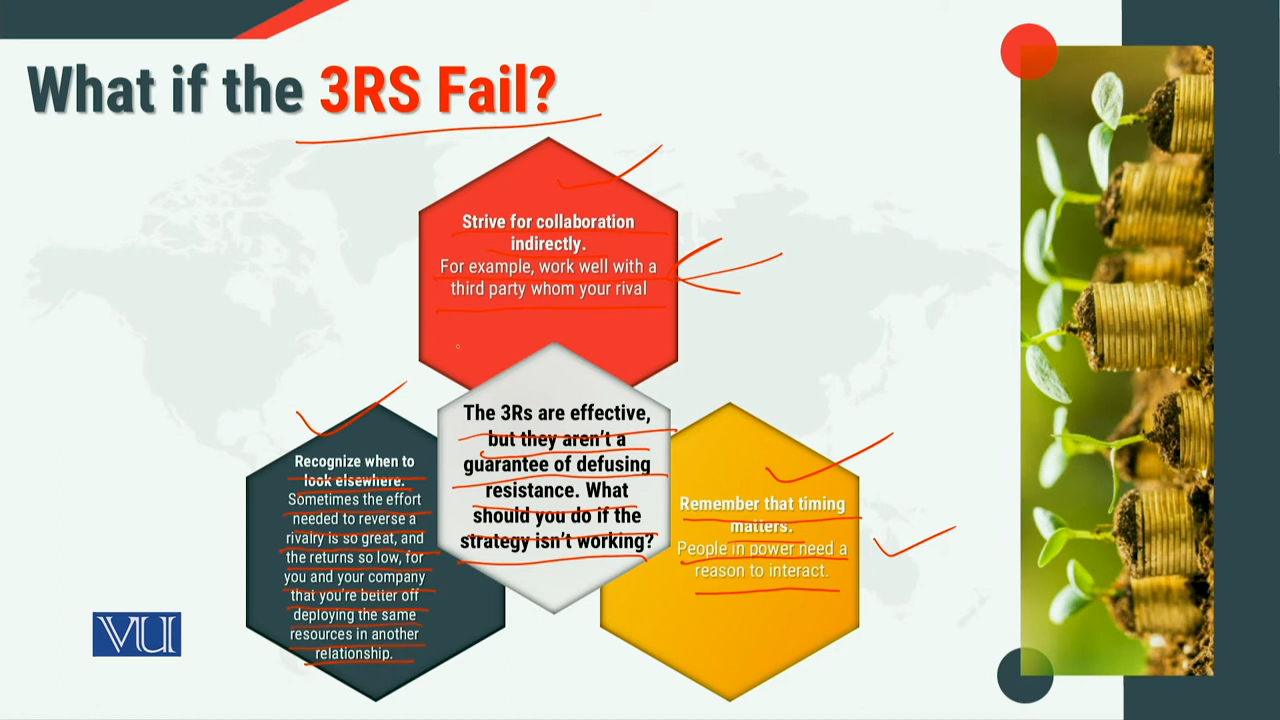 What if the 3RS Fail?
Strive for collaboration
indirectly.
For example, work well with a
third party whom your rival
The 3Rs are effective,
but they aren't a
guarantee of defusing
resistance. What
should you do if the
strategy isn't working?
Recognize when to
look elsewhere.
Sometimes the effort
needed to reverse a
rivalry is so great, and
the returns so low, for
you and your company
that you're better off
deploying the same
resources in another
relationship.
Remember that timing
matters.
People in power need a
reason to interact.
VU